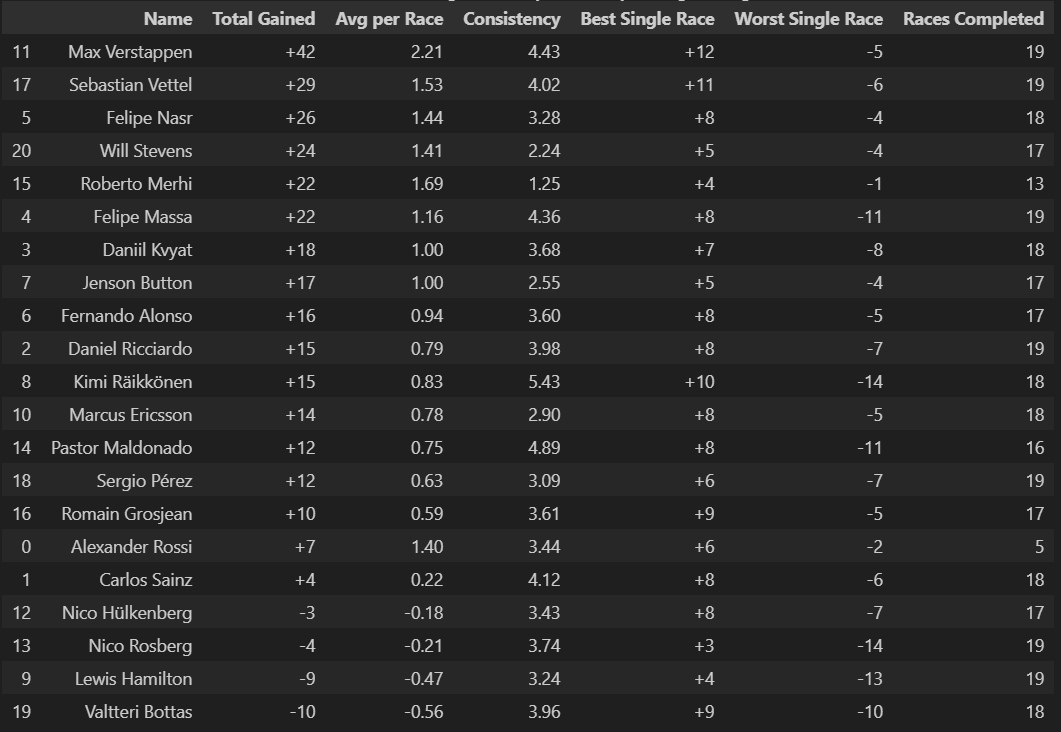 Name Total Gained Avg per Race Consistency Best Single Race Worst Single Race Races Completed
11 Max Verstappen +42 2.21 4.43 +12 -5 19
17 Sebastian Vettel +29 1.53 4.02 +11 -6 19
5 Felipe Nasr +26 1.44 3.28 +8 -4 18
20 Will Stevens +24 1.41 2.24 +5 -4 17
15 Roberto Merhi +22 1.69 1.25 +4 -1 13
4 Felipe Massa +22 1.16 4.36 +8 -11 19
3 Daniil Kvyat +18 1.00 3.68 +7 -8 18
7 Jenson Button +17 1.00 2.55 +5 -4 17
6 Fernando Alonso +16 0.94 3.60 +8 -5 17
2 Daniel Ricciardo +15 0.79 3.98 +8 -7 19
8 Kimi Räikkönen +15 0.83 5.43 +10 -14 18
10 Marcus Ericsson +14 0.78 2.90 +8 -5 18
14 Pastor Maldonado +12 0.75 4.89 +8 -11 16
18 Sergio Pérez +12 0.63 3.09 +6 -7 19
16 Romain Grosjean +10 0.59 3.61 +9 -5 17
0 Alexander Rossi +7 1.40 3.44 +6 -2 5
1 Carlos Sainz +4 0.22 4.12 +8 -6 18
12 Nico Hülkenberg -3 -0.18 3.43 +8 -7 17
13 Nico Rosberg -4 -0.21 3.74 +3 -14 19
9 Lewis Hamilton -9 -0.47 3.24 +4 -13 19
19 Valtteri Bottas -10 -0.56 3.96 +9 -10 18